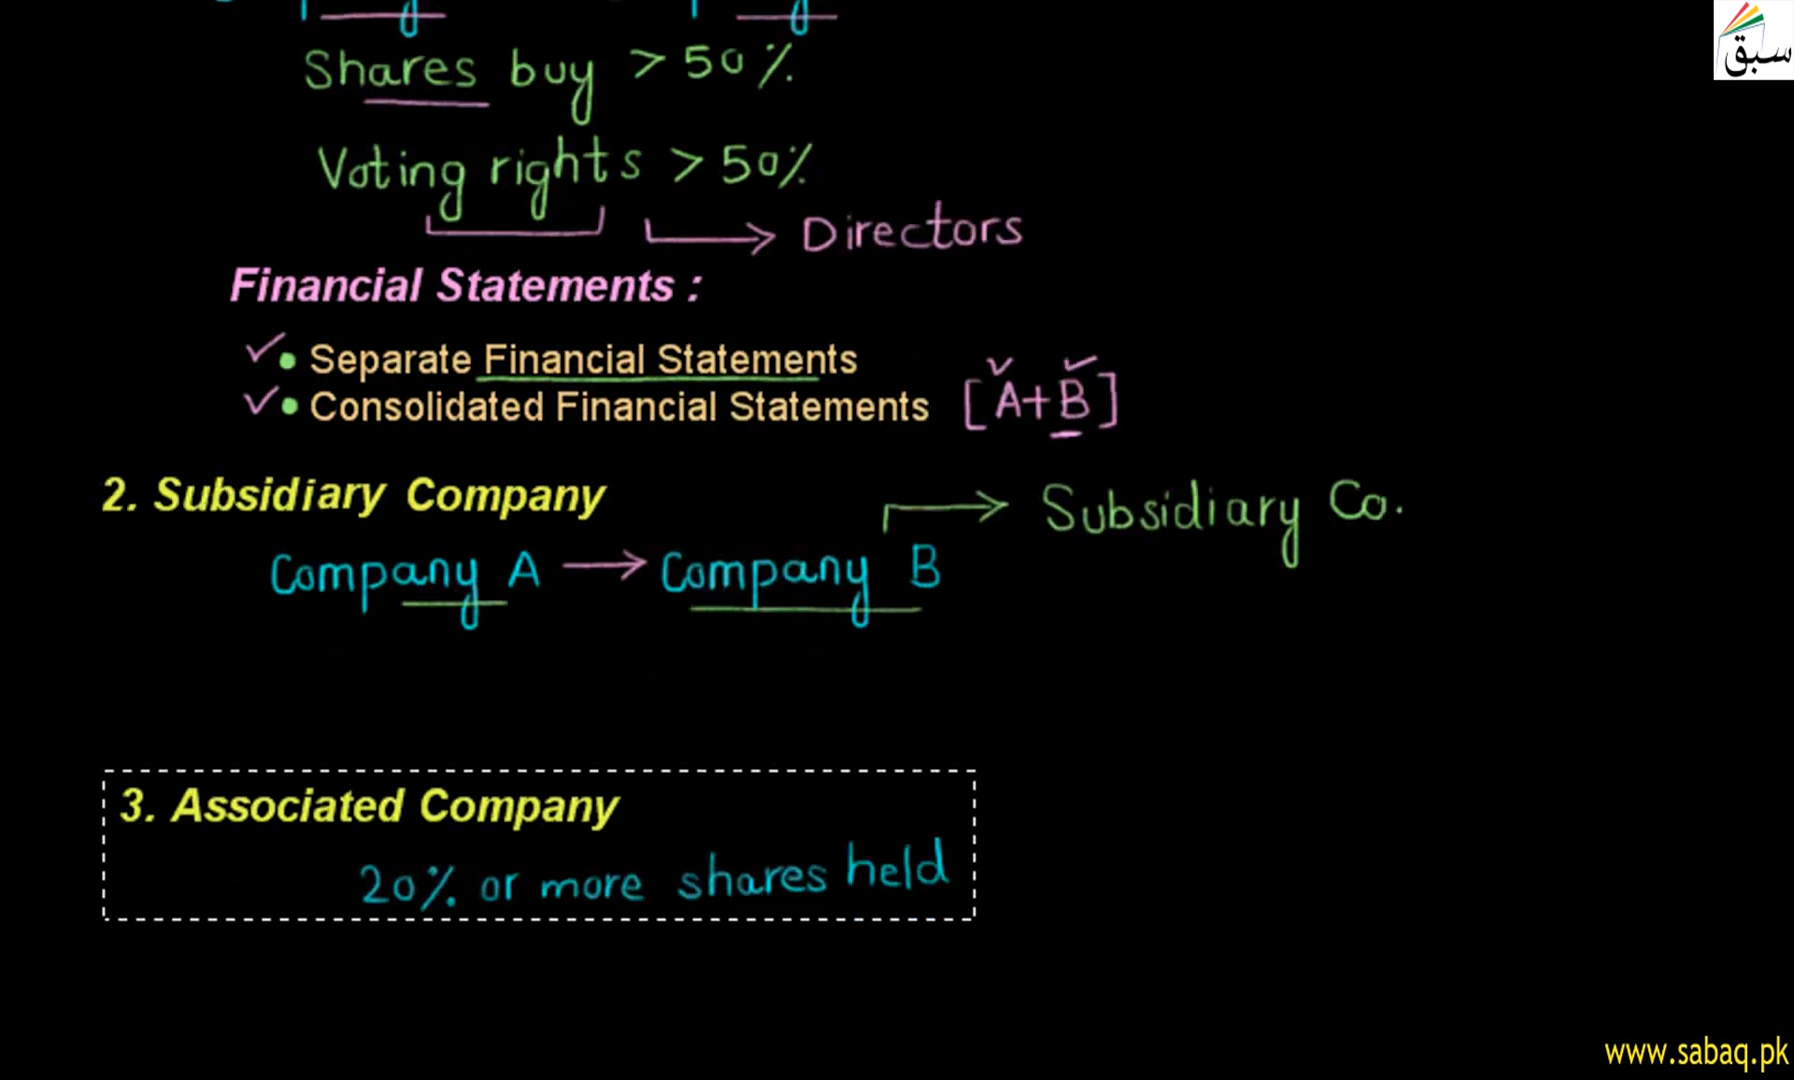 سبق
Shares buy > 50%
Voting rights > 50%
Directors
Financial Statements :
• Separate Financial Statements
• Consolidated Financial Statements [A+B]
2. Subsidiary Company
Subsidiary Co.
Company A → Company B
3. Associated Company
20% or more shares held
www.sabaq.pk